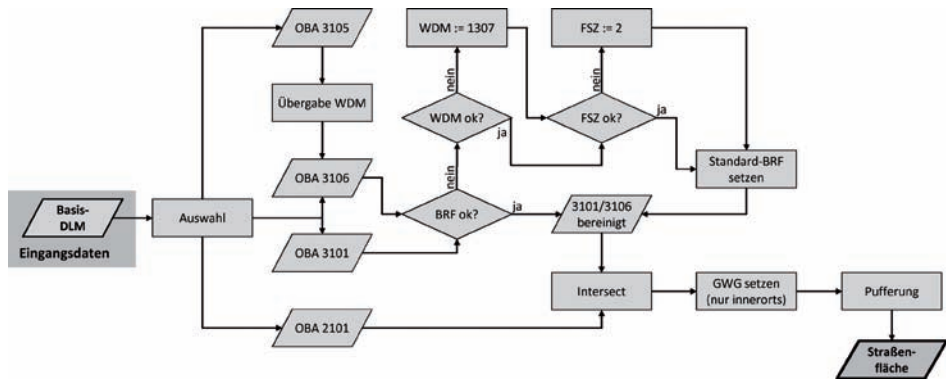 OBA 3105
WDM := 1307
FSZ := 2
nein
nein
Übergabe WDM
WDM ok?
ja
FSZ ok?
ja
Standard-BRF
setzen
OBA 3106
nein
Basis-
DLM
Eingangsdaten
Auswahl
BRF ok?
ja
3101/3106
bereinigt
OBA 3101
Intersect
GWG setzen
(nur innerorts)
Pufferung
OBA 2101
Straßen-
fläche